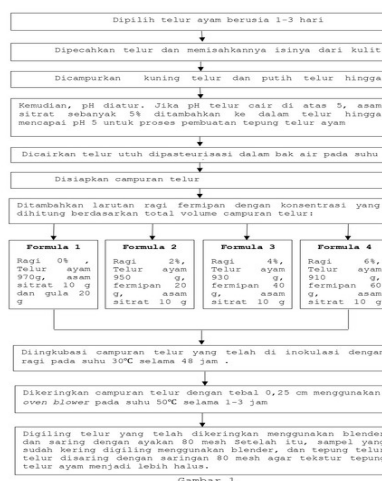 Dipilih telur ayam berusia 1-3 hari
Dipecahkan telur dan memisahkannya isinya dari kulit
Dicampurkan kuning telur dan putih telur hingga
Kemudian, pH diatur. Jika pH telur cair di atas 5, asam
sitrat sebanyak 5% ditambahkan ke dalam telur hingga
mencapai pH 5 untuk proses pembuatan tepung telur ayam
Dicairkan telur utuh dipasteurisasi dalam bak air pada suhu
Disiapkan campuran telur
Ditambahkan larutan ragi fermipan dengan konsentrasi yang
dihitung berdasarkan total volume campuran telur:
Formula 1
Ragi 0% ,
Telur ayam
970g, asam
sitrat 10 g
dan gula 20
g
Formula 2
Ragi 2%,
Telur ayam
950 g,
fermipan 20
g, asam
sitrat 10 g
Formula 3
Ragi 4%,
Telur ayam
930 g,
fermipan 40
g, asam
sitrat 10 g
Formula 4
Ragi 6%,
Telur ayam
910 g,
fermipan 60
g, asam
sitrat 10 g
Diingkubasi campuran telur yang telah di inokulasi dengan
ragi pada suhu 30℃ selama 48 jam .
Dikeringkan campuran telur dengan tebal 0,25 cm menggunakan
oven blower pada suhu 50℃ selama 1-3 jam
Digiling telur yang telah dikeringkan menggunakan blender
dan saring dengan ayakan 80 mesh Setelah itu, sampel yang
sudah kering digiling menggunakan blender, dan tepung telur
telur disaring dengan saringan 80 mesh agar tekstur tepung
telur ayam menjadi lebih halus.
Gambar 1